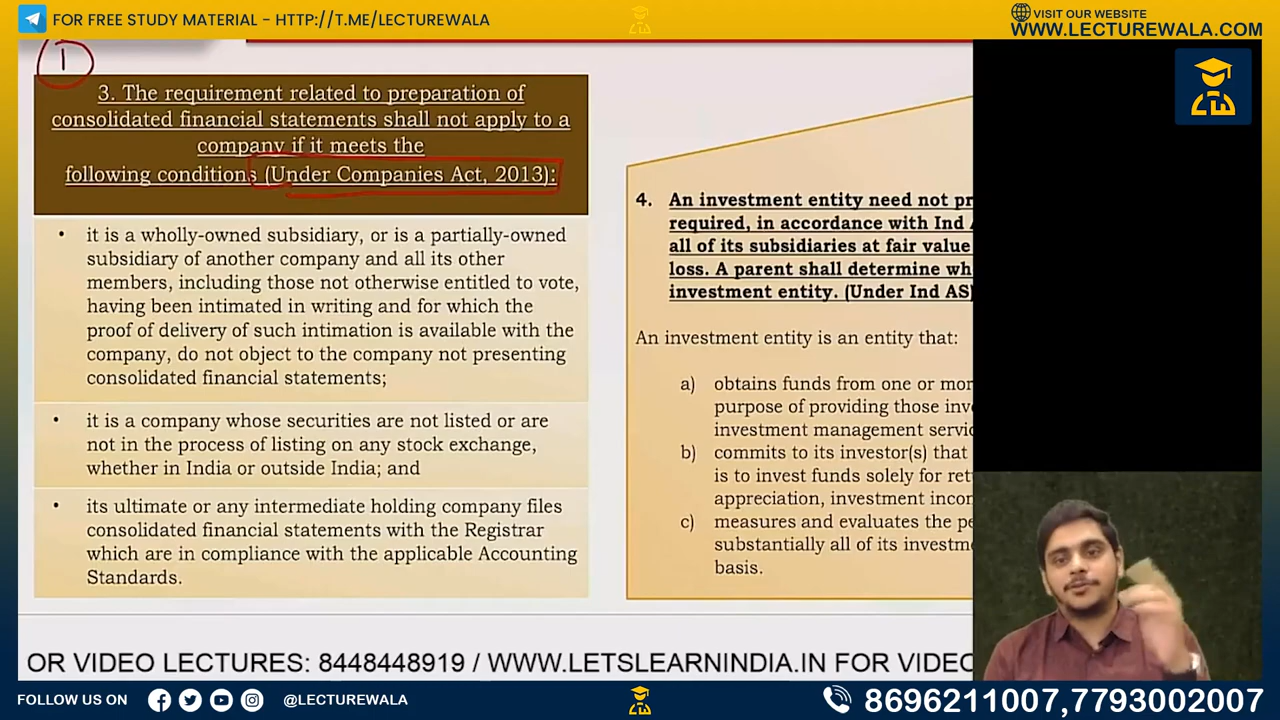 FOR FREE STUDY MATERIAL - HTTP://T.ME/LECTUREWALA
VISIT OUR WEBSITE
WWW.LECTUREWALA.COM
1
3. The requirement related to preparation of
consolidated financial statements shall not apply to a
company if it meets the
following conditions (Under Companies Act, 2013):
• it is a wholly-owned subsidiary, or is a partially-owned
subsidiary of another company and all its other
members, including those not otherwise entitled to vote,
having been intimated in writing and for which the
proof of delivery of such intimation is available with the
company, do not object to the company not presenting
consolidated financial statements;
• it is a company whose securities are not listed or are
not in the process of listing on any stock exchange,
whether in India or outside India; and
• its ultimate or any intermediate holding company files
consolidated financial statements with the Registrar
which are in compliance with the applicable Accounting
Standards.
4. An investment entity need not
required, in accordance with Ind
all of its subsidiaries at fair value
loss. A parent shall determine
investment entity. (Under Ind AS)
An investment entity is an entity that:
a) obtains funds from one or
purpose of providing those
investment management
b) commits to its investor(s) that
is to invest funds solely for
appreciation, investment
c) measures and evaluates the
substantially all of its
basis.
OR VIDEO LECTURES: 8448448919 / WWW.LETSLEARNINDIA.IN FOR VIDEO
FOLLOW US ON
@LECTUREWALA
8696211007,7793002007